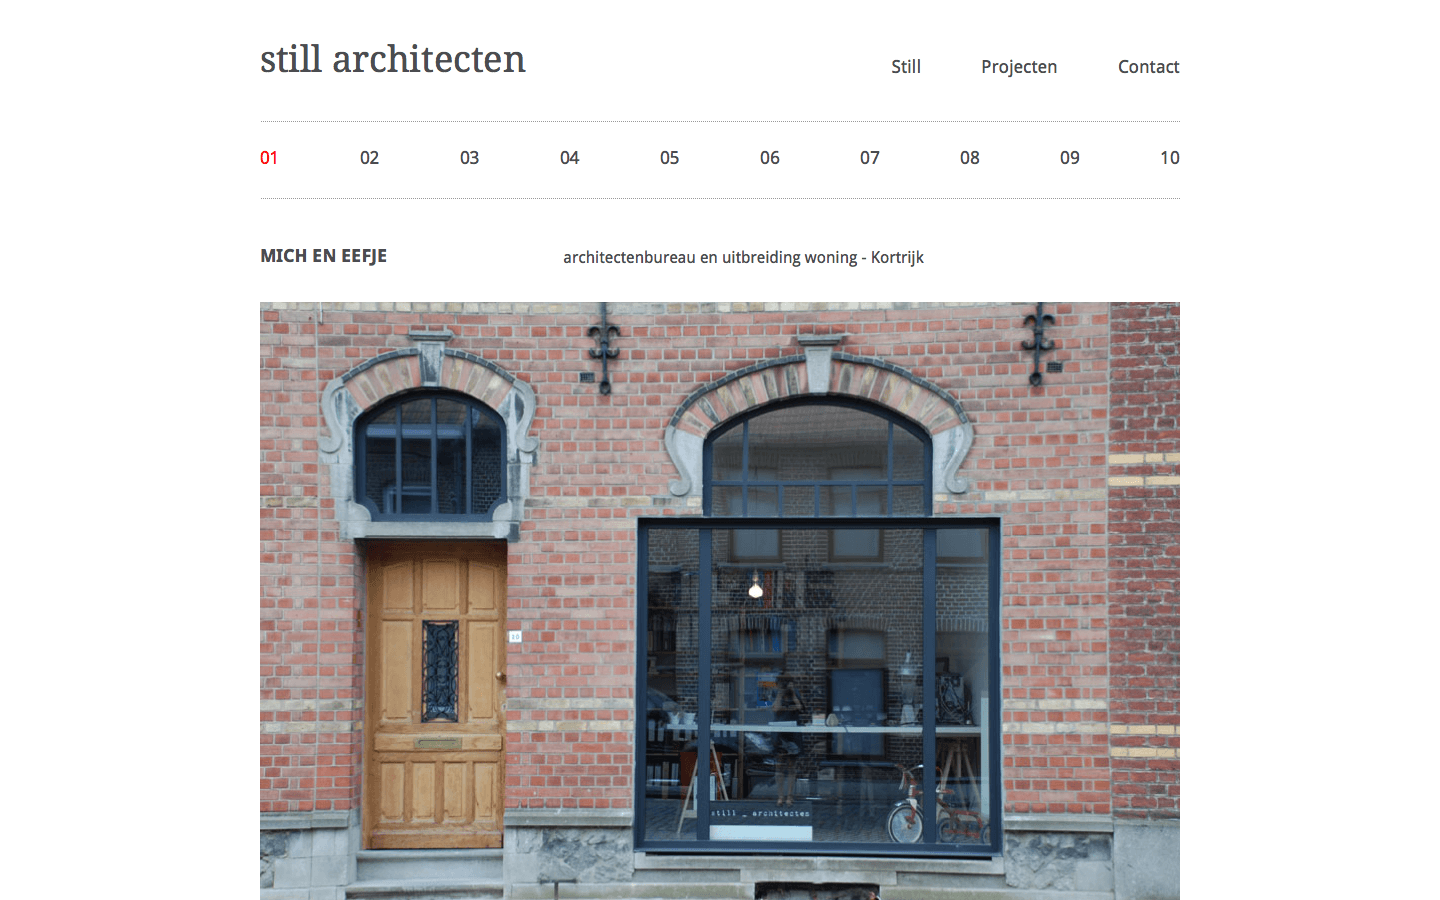 still architecten
Still Projecten Contact
01 02 03 04 05 06 07 08 09 10
MICH EN EEFJE architectenbureau en uitbreiding woning - Kortrijk
still _ architecten